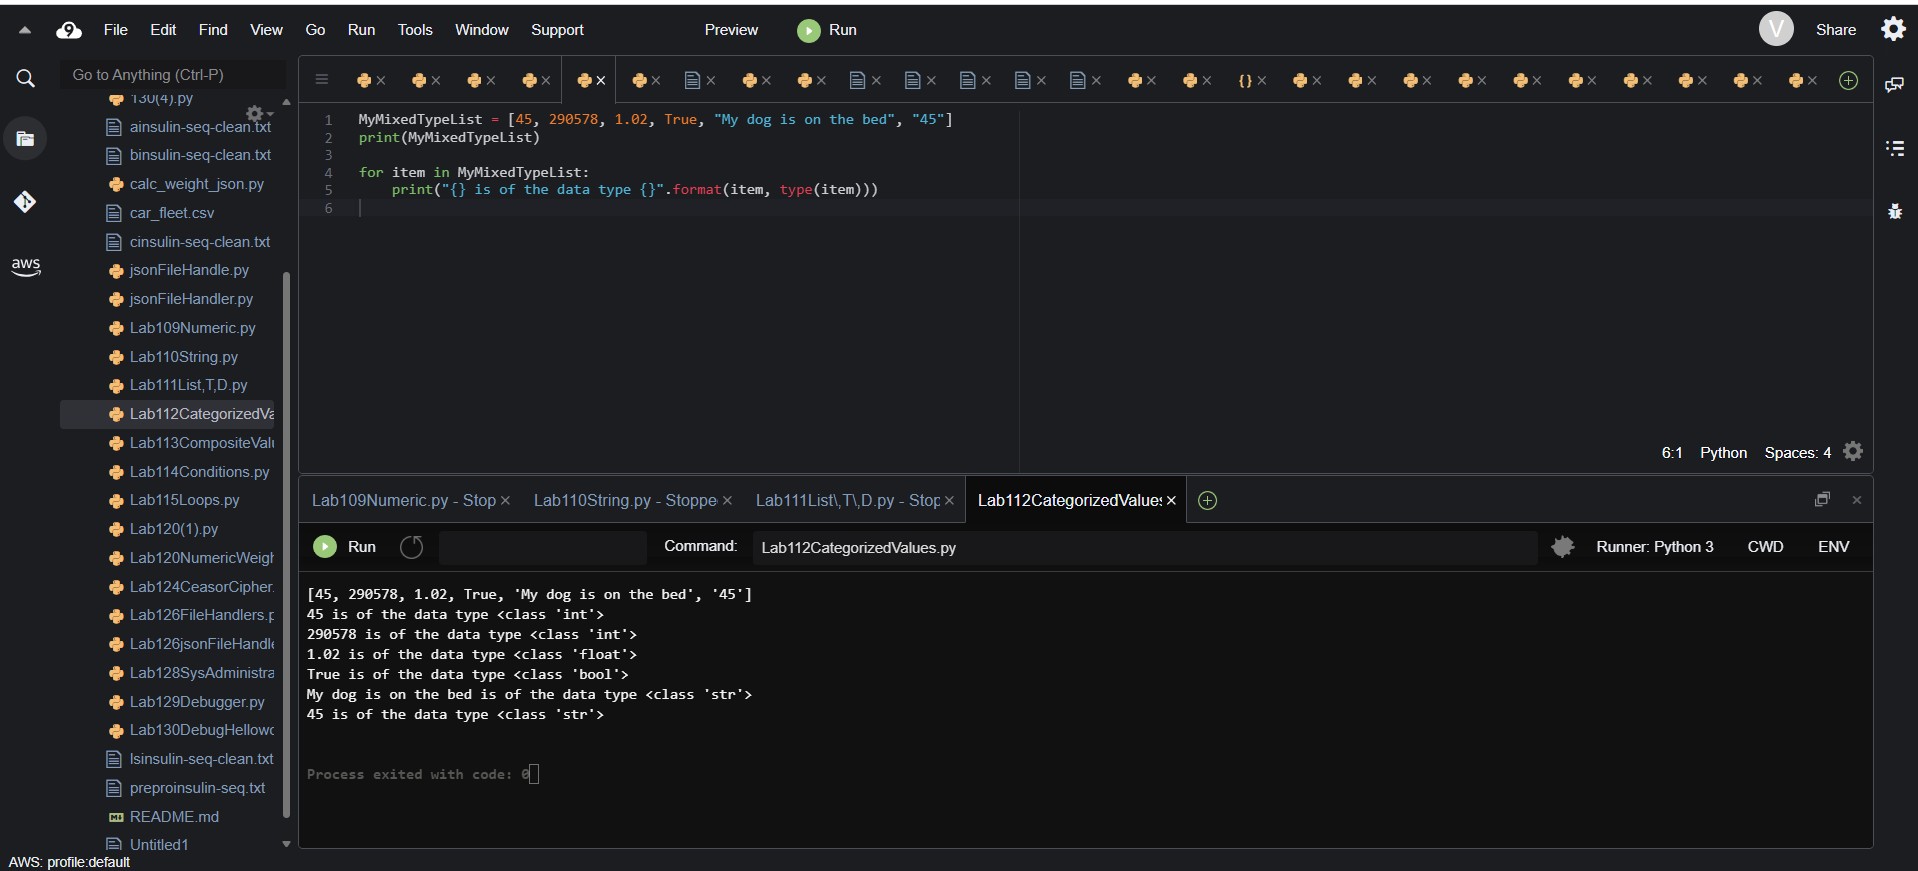 File Edit Find View Go Run Tools Window Support Preview Run V Share
Go to Anything (Ctrl-P)
130(4).py
ainsulin-seq-clean.txt
binsulin-seq-clean.txt
calc_weight_json.py
car_fleet.csv
cinsulin-seq-clean.txt
jsonFileHandle.py
jsonFileHandler.py
Lab109Numeric.py
Lab110String.py
Lab111List,T,D.py
Lab112CategorizedVa
Lab113CompositeValu
Lab114Conditions.py
Lab115Loops.py
Lab120(1).py
Lab120NumericWeigh
Lab124CeasorCipher.
Lab126FileHandlers.p
Lab126jsonFileHandle
Lab128SysAdministra
Lab129Debugger.py
Lab130DebugHellowo
lsinsulin-seq-clean.txt
preproinsulin-seq.txt
README.md
Untitled1
aws
AWS: profile:default
1 MyMixedTypeList = [45, 290578, 1.02, True, "My dog is on the bed", "45"]
2 print(MyMixedTypeList)
3
4 for item in MyMixedTypeList:
5 print("{} is of the data type {}".format(item, type(item)))
6
6:1 Python Spaces: 4
Lab109Numeric.py - Stop Lab110String.py - Stoppe Lab111List\,T\,D.py - Stop Lab112CategorizedValues
Run Command: Lab112CategorizedValues.py Runner: Python 3 CWD ENV
[45, 290578, 1.02, True, 'My dog is on the bed', '45']
45 is of the data type <class 'int'>
290578 is of the data type <class 'int'>
1.02 is of the data type <class 'float'>
True is of the data type <class 'bool'>
My dog is on the bed is of the data type <class 'str'>
45 is of the data type <class 'str'>
Process exited with code: 0